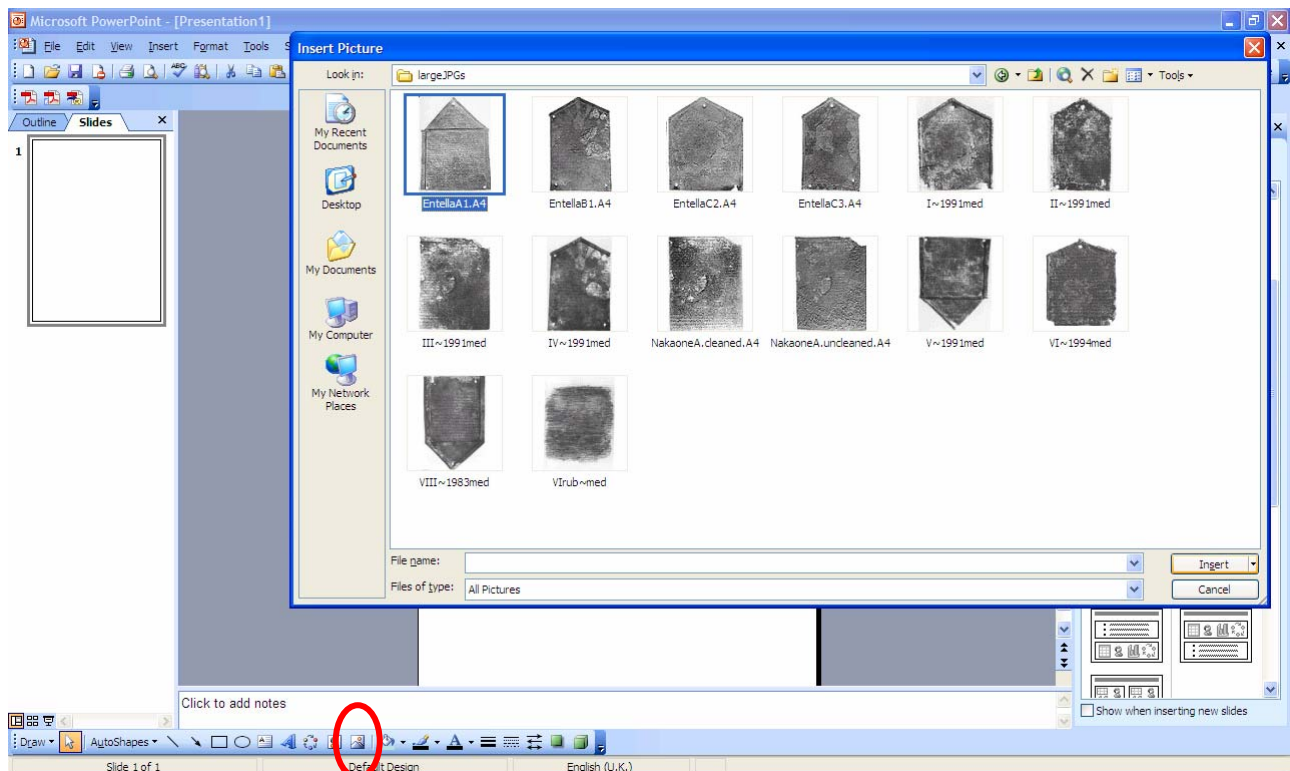 Microsoft PowerPoint - [Presentation1]
File Edit View Insert Format Tools
Insert Picture
Look in:
largeJPGs
Tools
Outline
Slides
1
My Recent
Documents
Desktop
My Documents
My Computer
My Network
Places
EntellaA1.A4
EntellaB1.A4
EntellaC2.A4
EntellaC3.A4
I~1991med
II~1991med
III~1991med
IV~1991med
NakaoneA.cleaned.A4
NakaoneA.uncleaned.A4
V~1991med
VI~1994med
VIII~1983med
VIrub~med
File name:
Insert
Files of type:
All Pictures
Cancel
Click to add notes
Show when inserting new slides
Draw
AutoShapes
Slide 1 of 1
Default Design
English (U.K.)